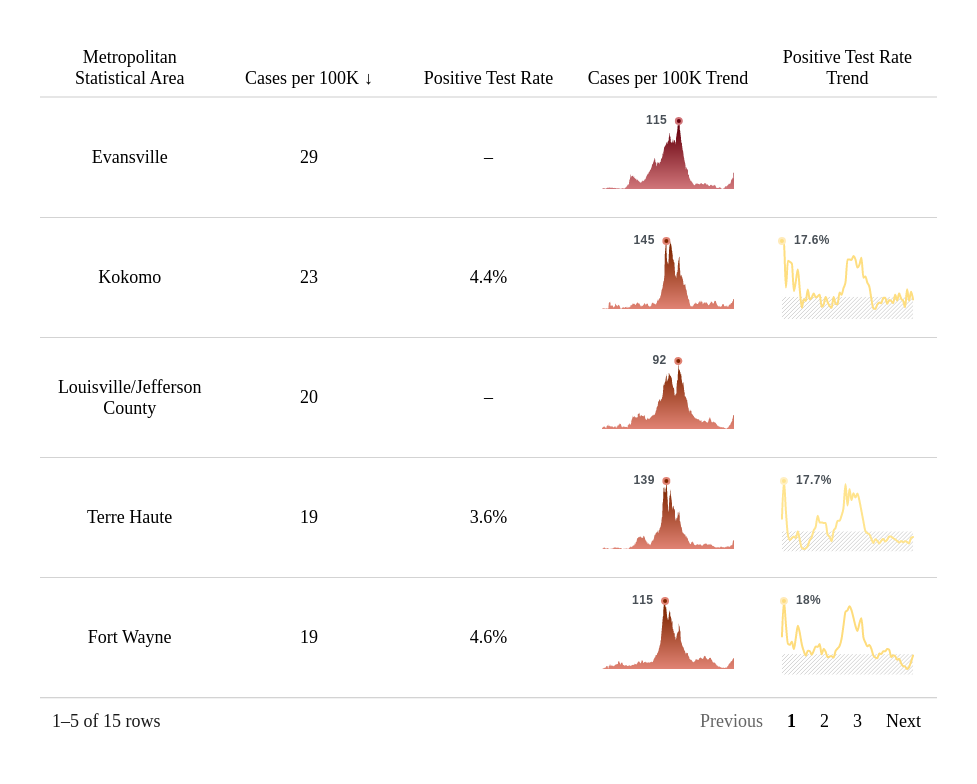 Metropolitan
Statistical Area
Cases per 100K ↓
Positive Test Rate
Cases per 100K Trend
Positive Test Rate
Trend
Evansville
29
–
115
Kokomo
23
4.4%
145
17.6%
Louisville/Jefferson
County
20
–
92
Terre Haute
19
3.6%
139
17.7%
Fort Wayne
19
4.6%
115
18%
1–5 of 15 rows
Previous 1 2 3 Next